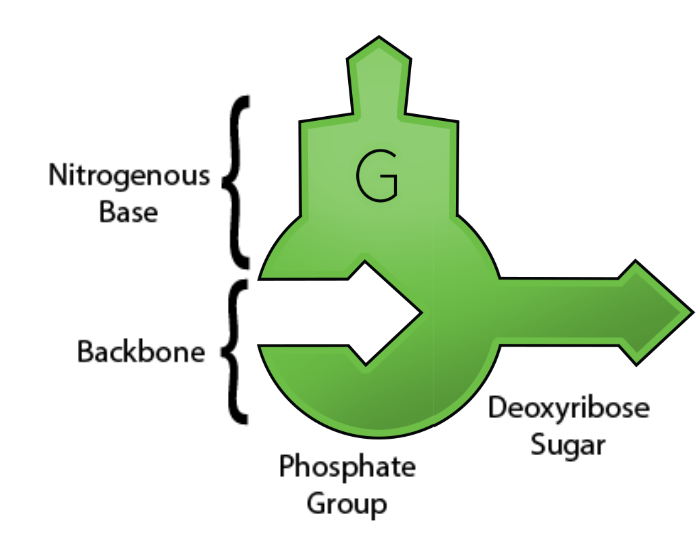 G
Nitrogenous
Base
Backbone
Deoxyribose
Sugar
Phosphate
Group